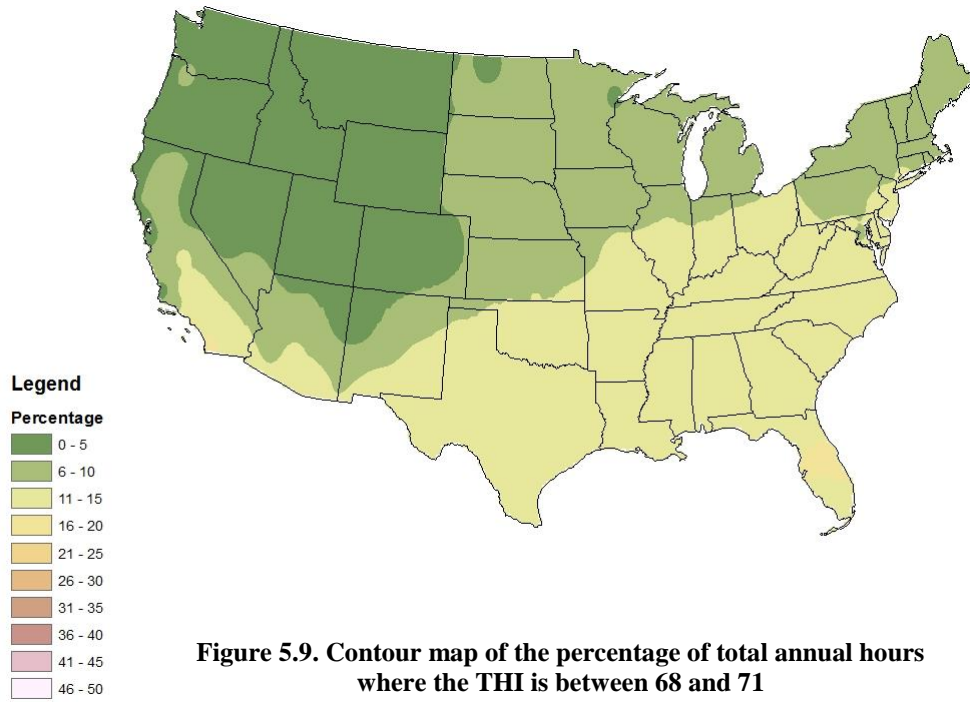 Legend
Percentage
0 - 5
6 - 10
11 - 15
16 - 20
21 - 25
26 - 30
31 - 35
36 - 40
41 - 45
46 - 50
Figure 5.9. Contour map of the percentage of total annual hours
where the THI is between 68 and 71